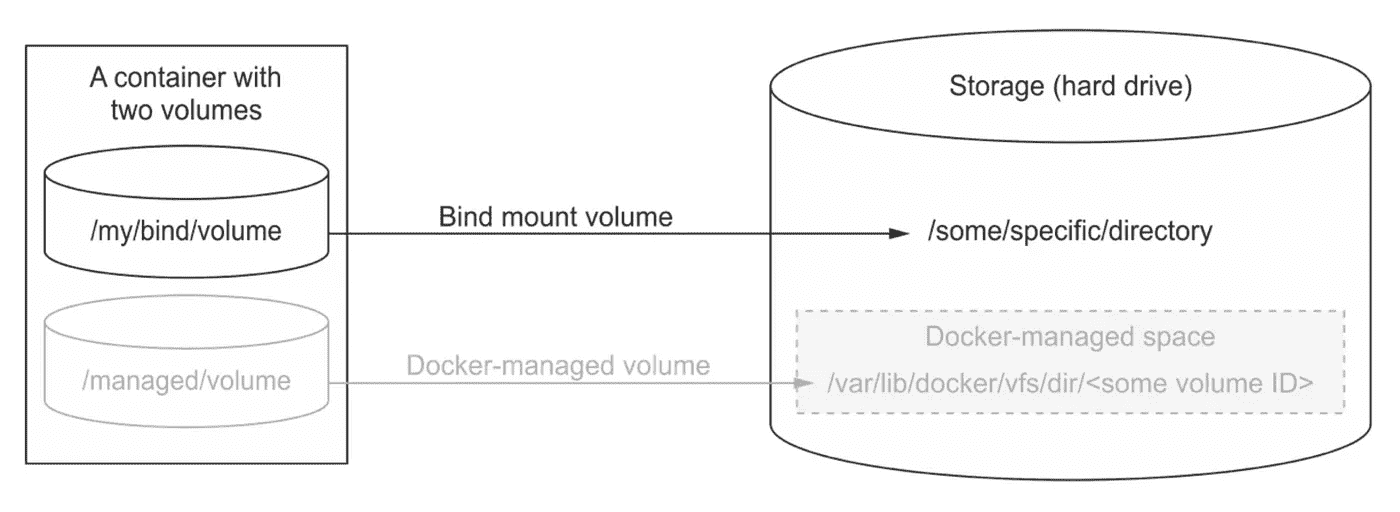 A container with
two volumes
Storage (hard drive)
/my/bind/volume
Bind mount volume
/some/specific/directory
/managed/volume
Docker-managed volume
Docker-managed space
/var/lib/docker/vfs/dir/<some volume ID>